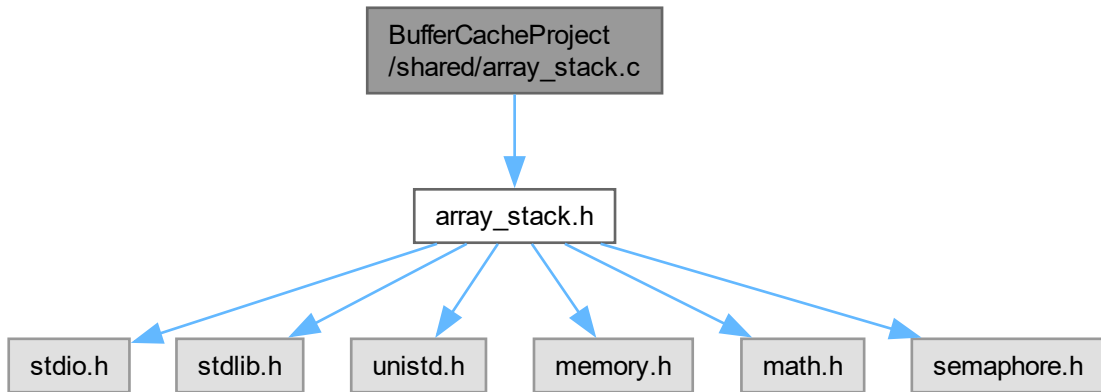 BufferCacheProject
/shared/array_stack.c
array_stack.h
stdio.h
stdlib.h
unistd.h
memory.h
math.h
semaphore.h